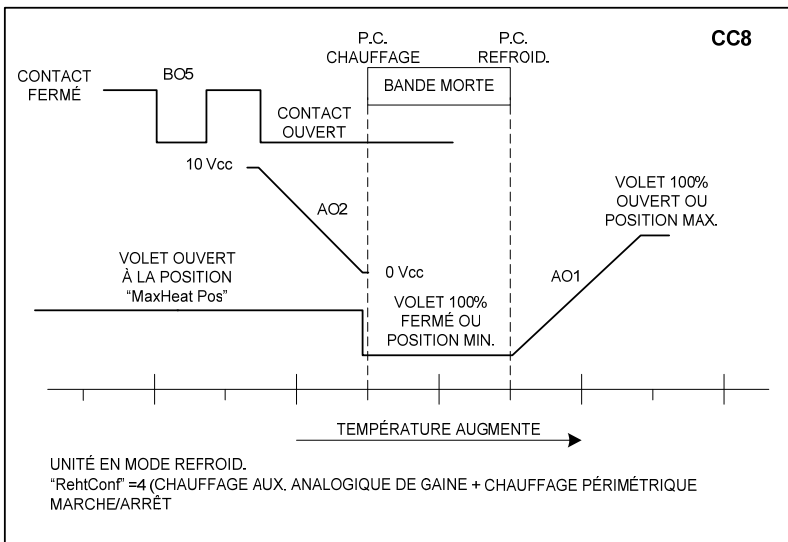 P.C.
CHAUFFAGE
P.C.
REFROID.
CC8
BANDE MORTE
CONTACT
FERMÉ
BO5
CONTACT
OUVERT
10 Vcc
AO2
0 Vcc
VOLET 100%
OUVERT OU
POSITION MAX.
AO1
VOLET OUVERT
À LA POSITION
“MaxHeat Pos”
VOLET 100%
FERMÉ OU
POSITION MIN.
TEMPÉRATURE AUGMENTE
UNITÉ EN MODE REFROID.
“RehtConf” =4 (CHAUFFAGE AUX. ANALOGIQUE DE GAINE + CHAUFFAGE PÉRIMÉTRIQUE
MARCHE/ARRÊT